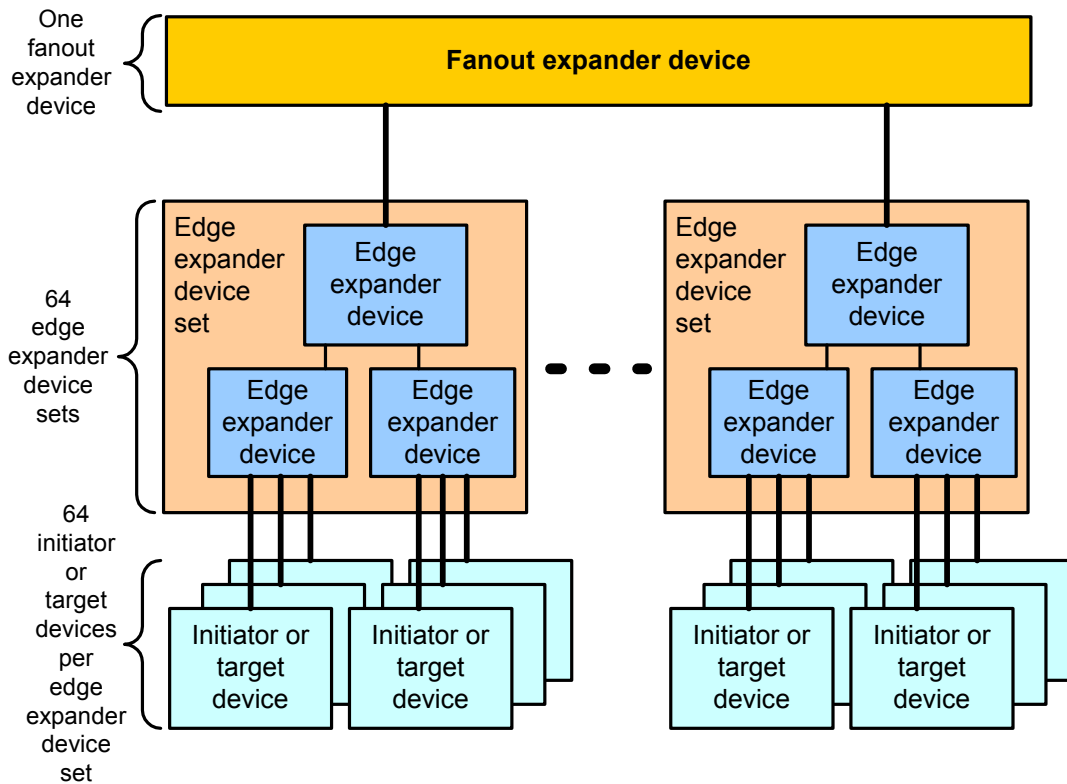 One
fanout
expander
device
Fanout expander device
64
edge
expander
device
sets
Edge
expander
device
set
Edge
expander
device
Edge
expander
device
Edge
expander
device
Edge
expander
device
set
Edge
expander
device
Edge
expander
device
Edge
expander
device
64
initiator
or
target
devices
per
edge
expander
device
set
Initiator or
target
device
Initiator or
target
device
Initiator or
target
device
Initiator or
target
device